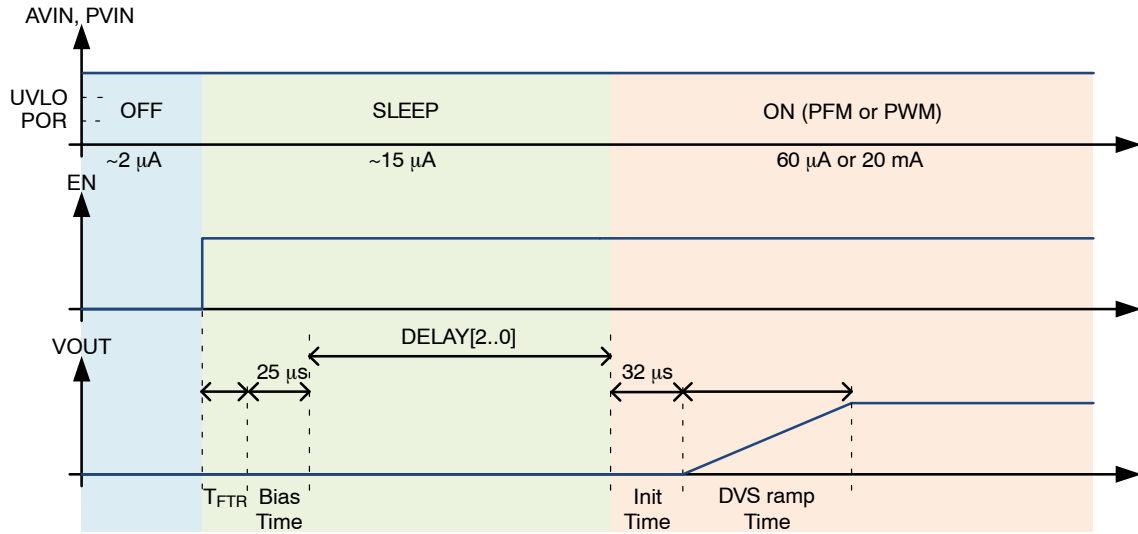 AVIN, PVIN
UVLO
POR
OFF
SLEEP
ON (PFM or PWM)
~2 μA
~15 μA
60 μA or 20 mA
EN
VOUT
DELAY[2..0]
25 μs
32 μs
TFTR
Bias
Time
Init
Time
DVS ramp
Time